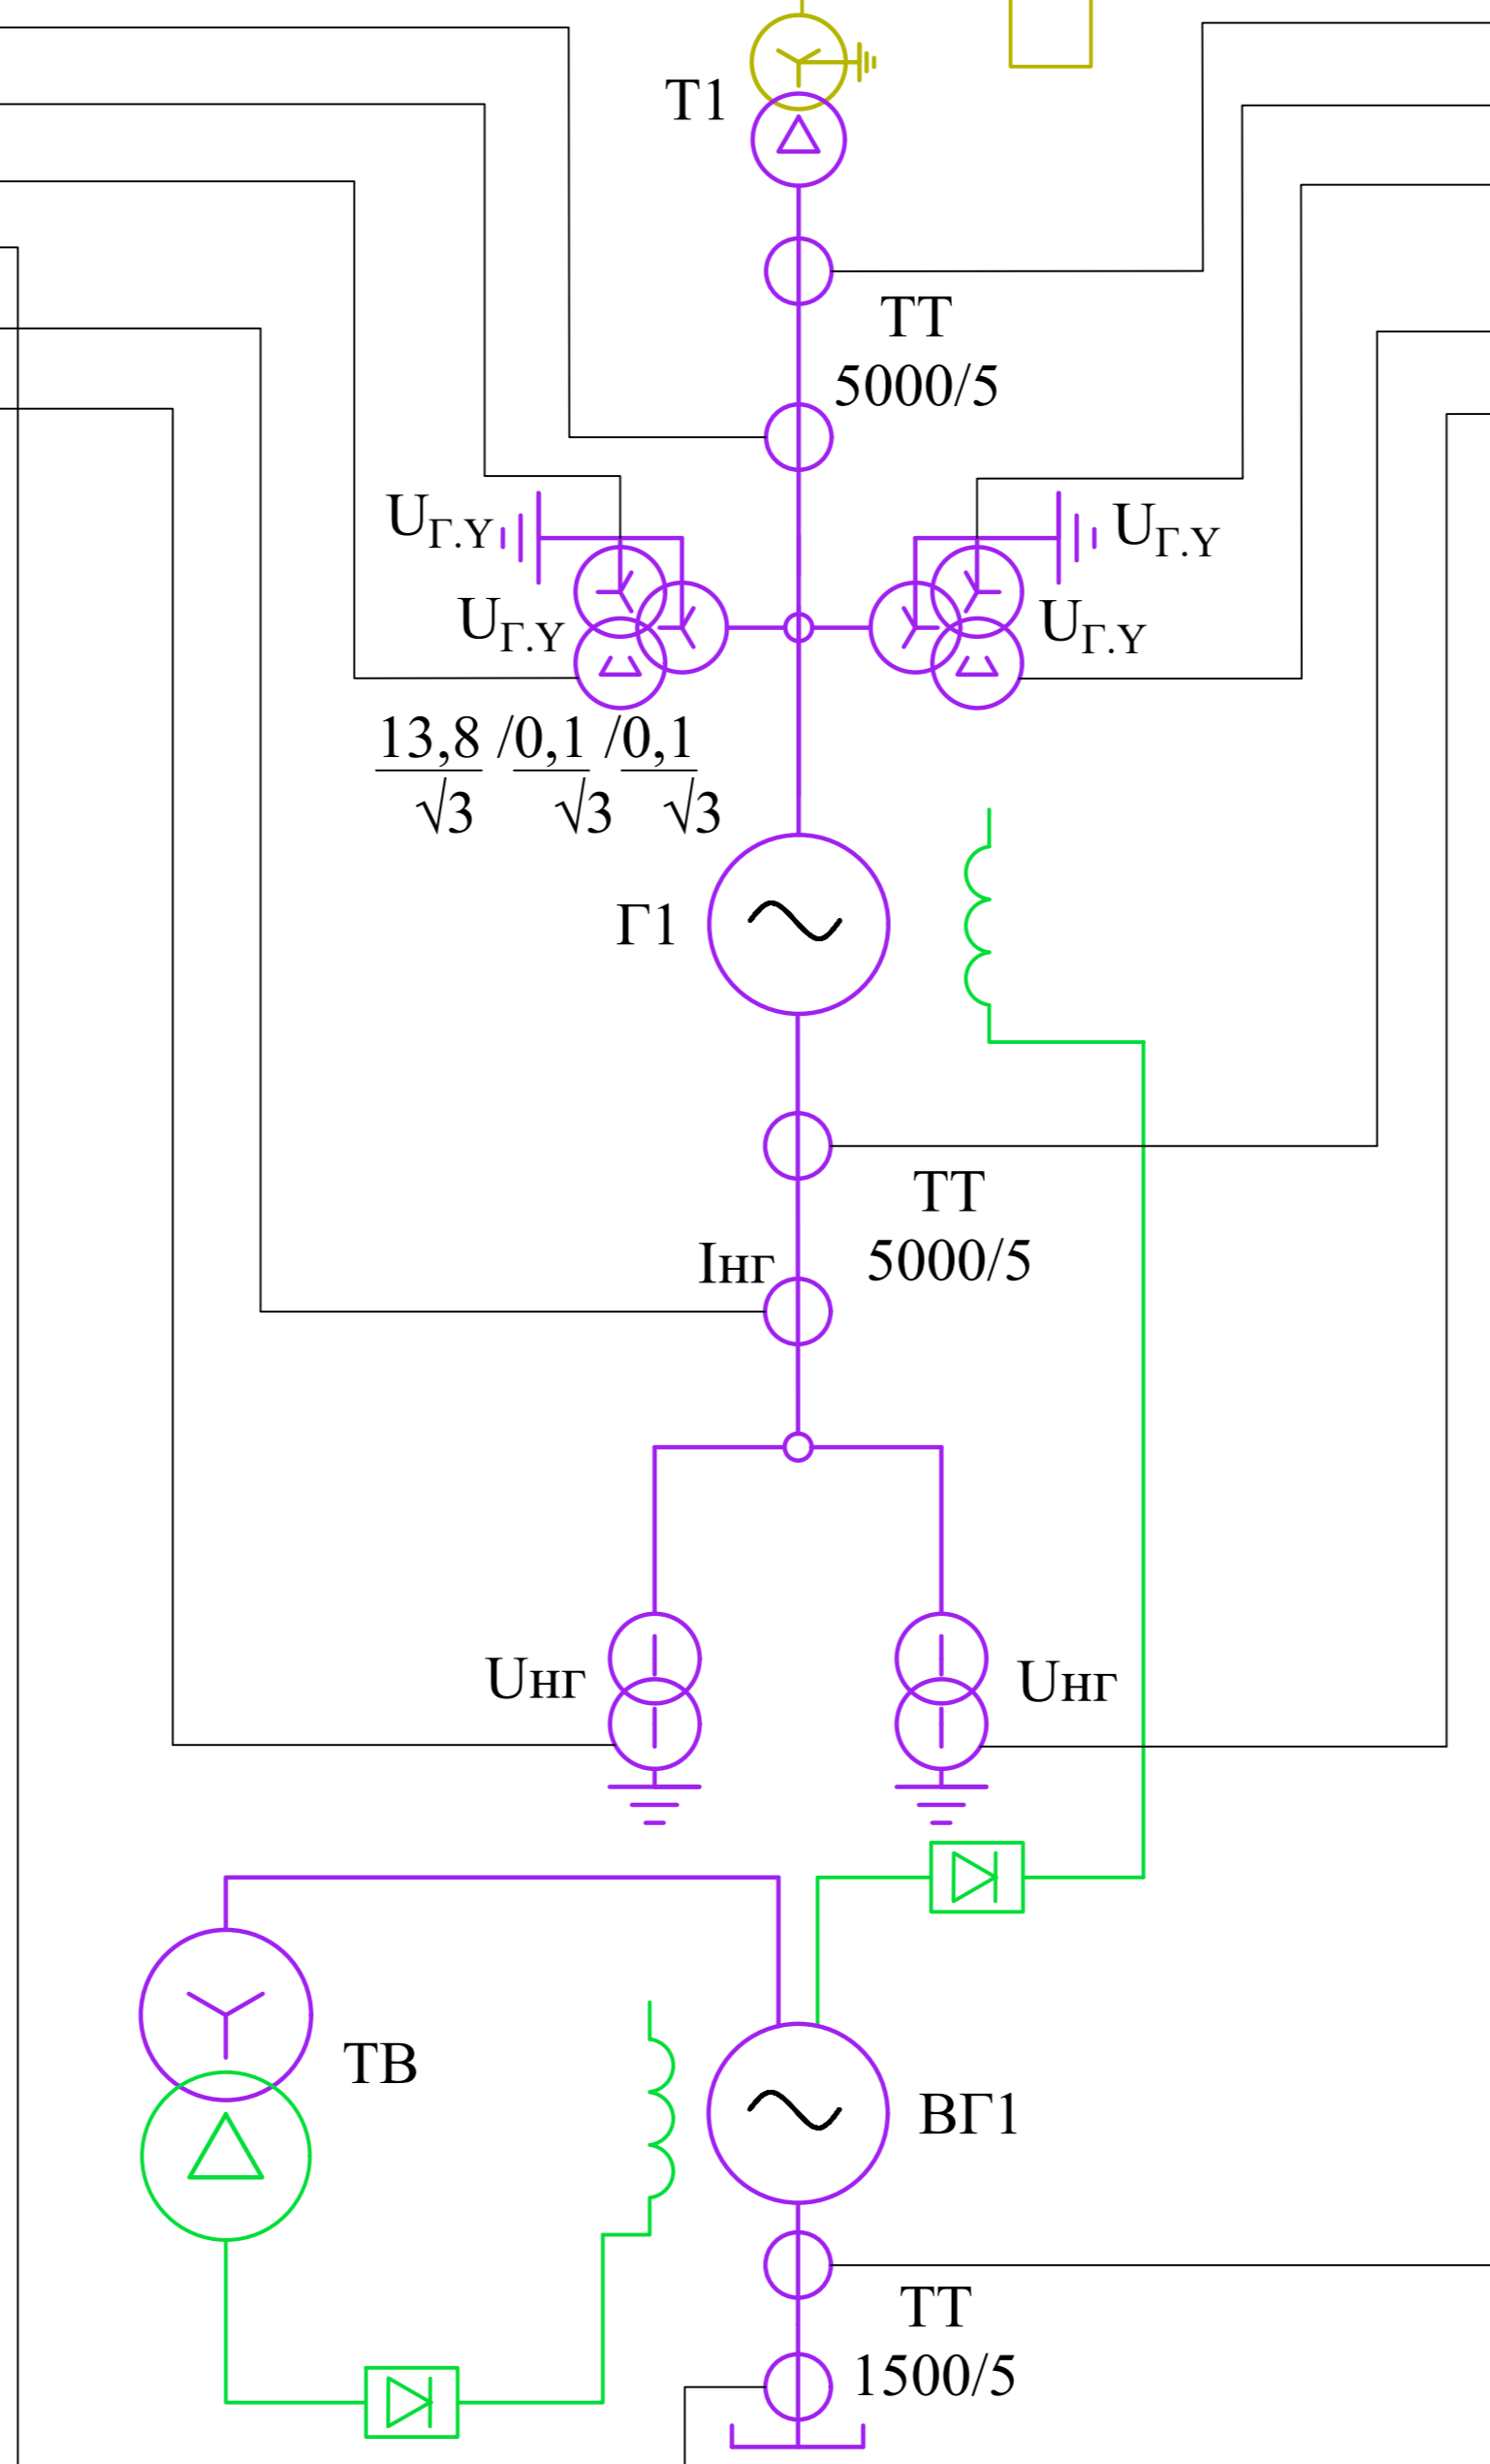 Т1
ТТ
5000/5
UГ.Y
UГ.Y
UГ.Y
UГ.Y
13,8 /0,1 /0,1
√3 √3 √3
Г1
ТТ
5000/5
Iнг
Uнг
Uнг
ТВ
ВГ1
ТТ
1500/5